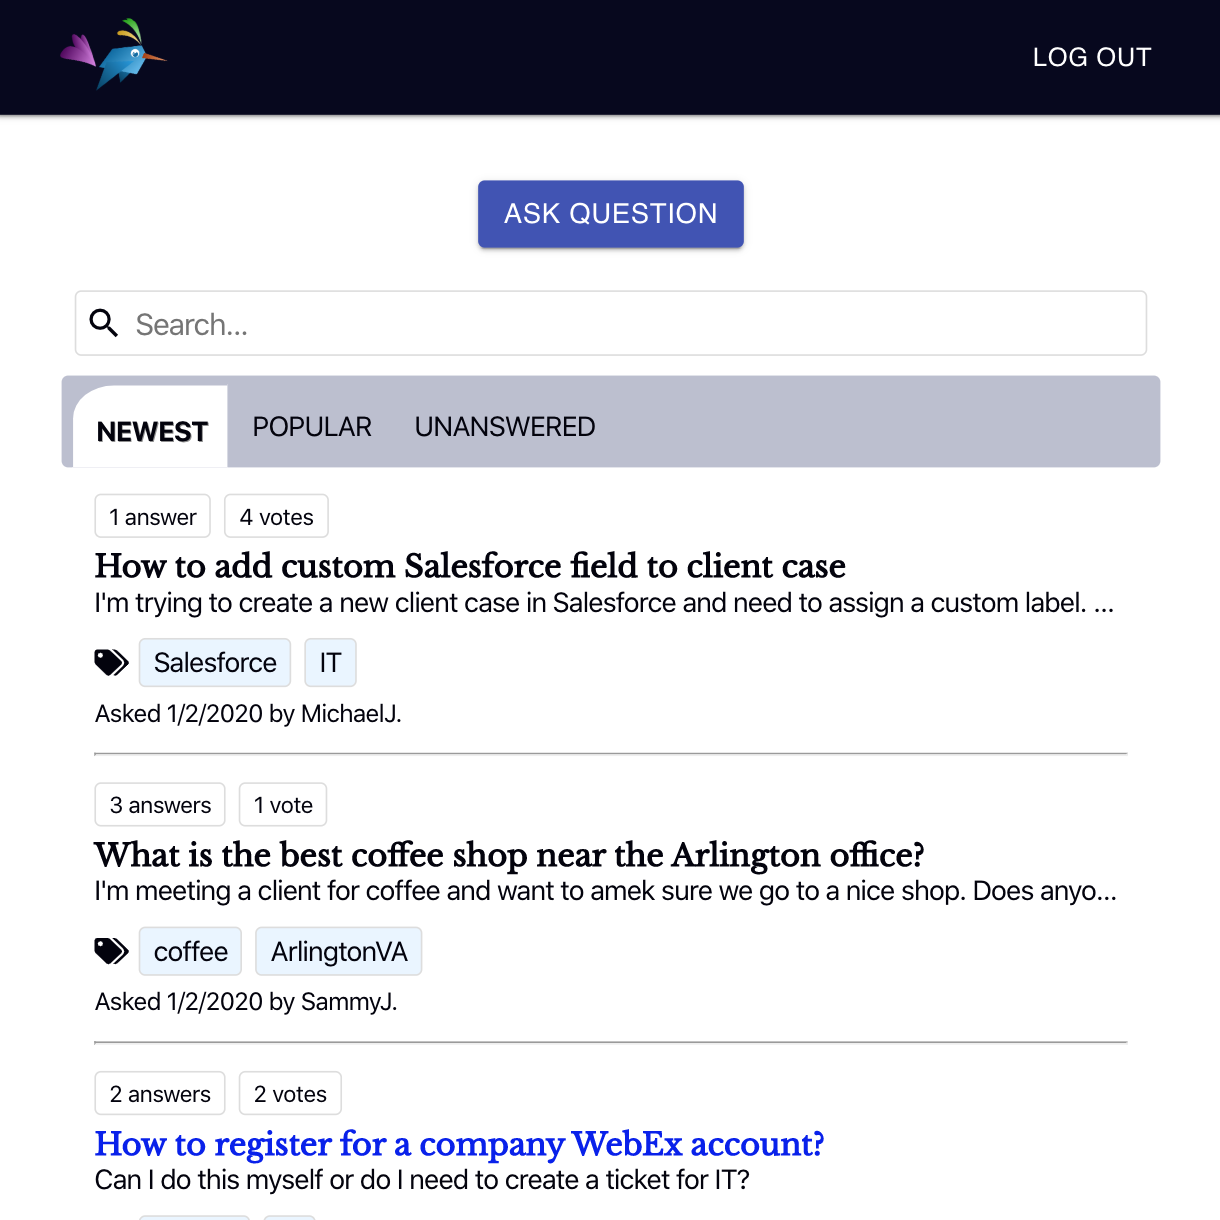 LOG OUT
ASK QUESTION
Search...
NEWEST POPULAR UNANSWERED
1 answer 4 votes
How to add custom Salesforce field to client case
I'm trying to create a new client case in Salesforce and need to assign a custom label. ...
Salesforce IT
Asked 1/2/2020 by MichaelJ.
3 answers 1 vote
What is the best coffee shop near the Arlington office?
I'm meeting a client for coffee and want to amek sure we go to a nice shop. Does anyo...
coffee ArlingtonVA
Asked 1/2/2020 by SammyJ.
2 answers 2 votes
How to register for a company WebEx account?
Can I do this myself or do I need to create a ticket for IT?